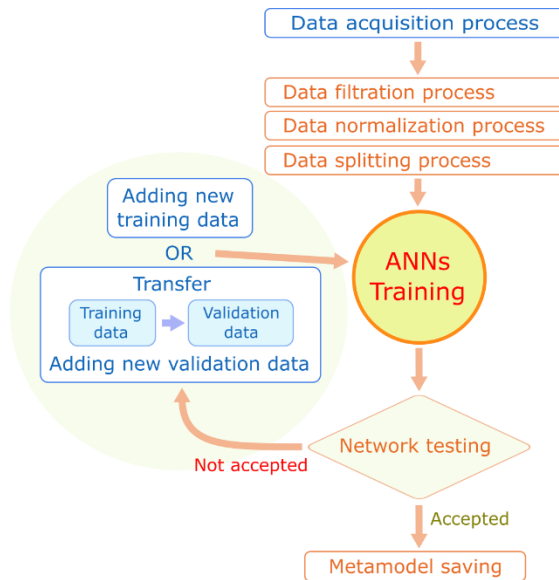 Data acquisition process
Data filtration process
Data normalization process
Data splitting process
Adding new
training data
OR
Transfer
Training
data
Validation
data
Adding new validation data
ANNs
Training
Network testing
Not accepted
Accepted
Metamodel saving